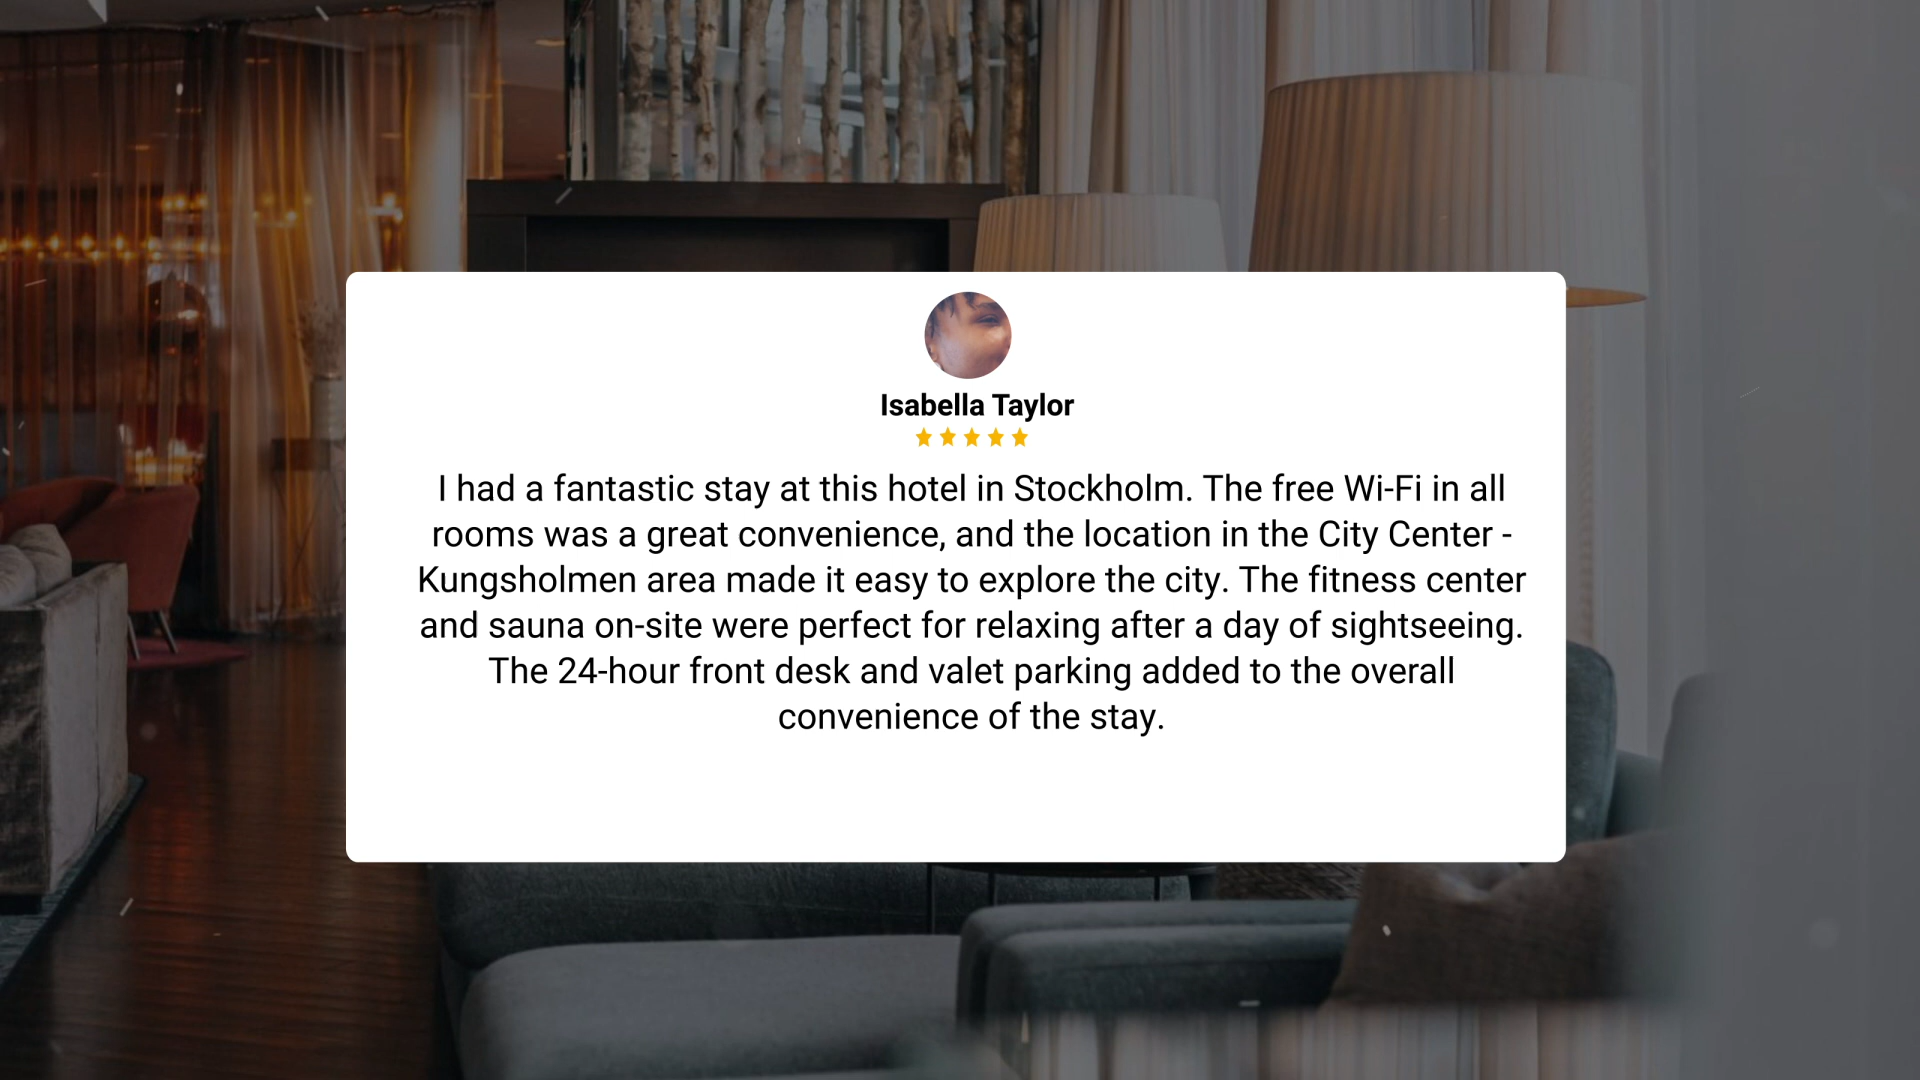 Isabella Taylor
I had a fantastic stay at this hotel in Stockholm. The free Wi-Fi in all
rooms was a great convenience, and the location in the City Center -
Kungsholmen area made it easy to explore the city. The fitness center
and sauna on-site were perfect for relaxing after a day of sightseeing.
The 24-hour front desk and valet parking added to the overall
convenience of the stay.